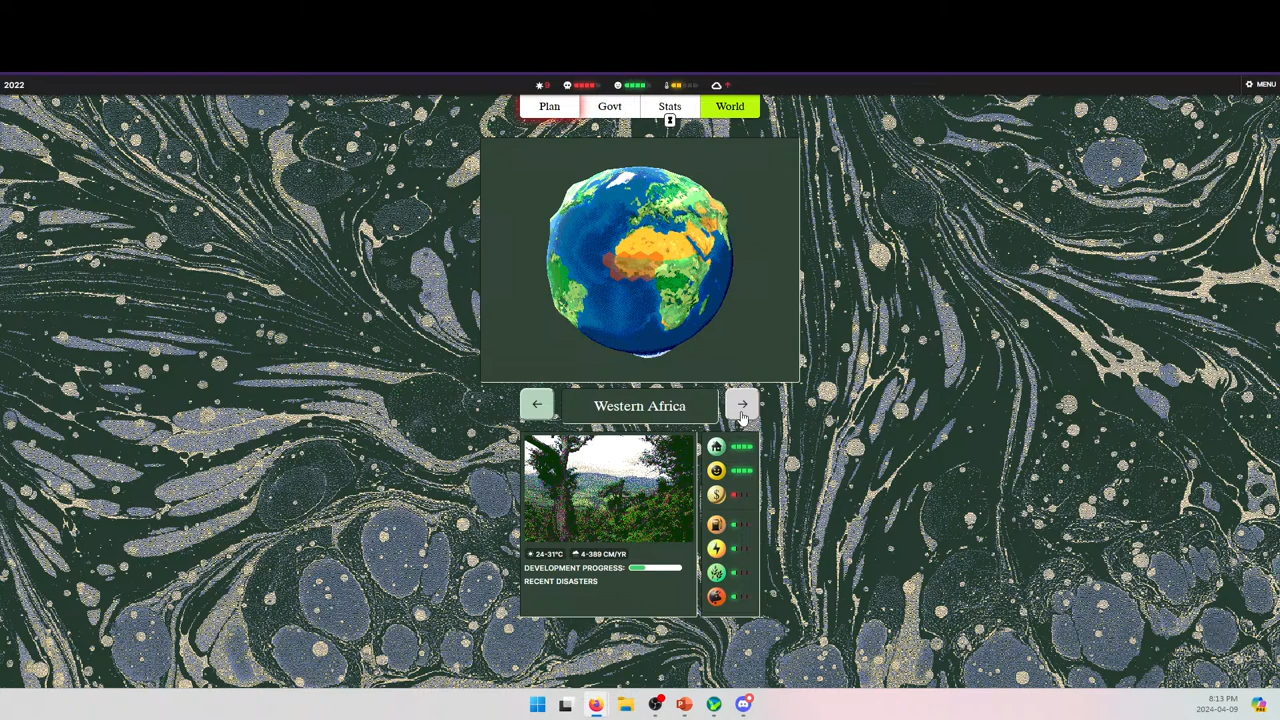 2022
MENU
Plan
Govt
Stats
World
Western Africa
24-31°C
4-389 CM/YR
DEVELOPMENT PROGRESS:
RECENT DISASTERS
8:13 PM
2024-04-09